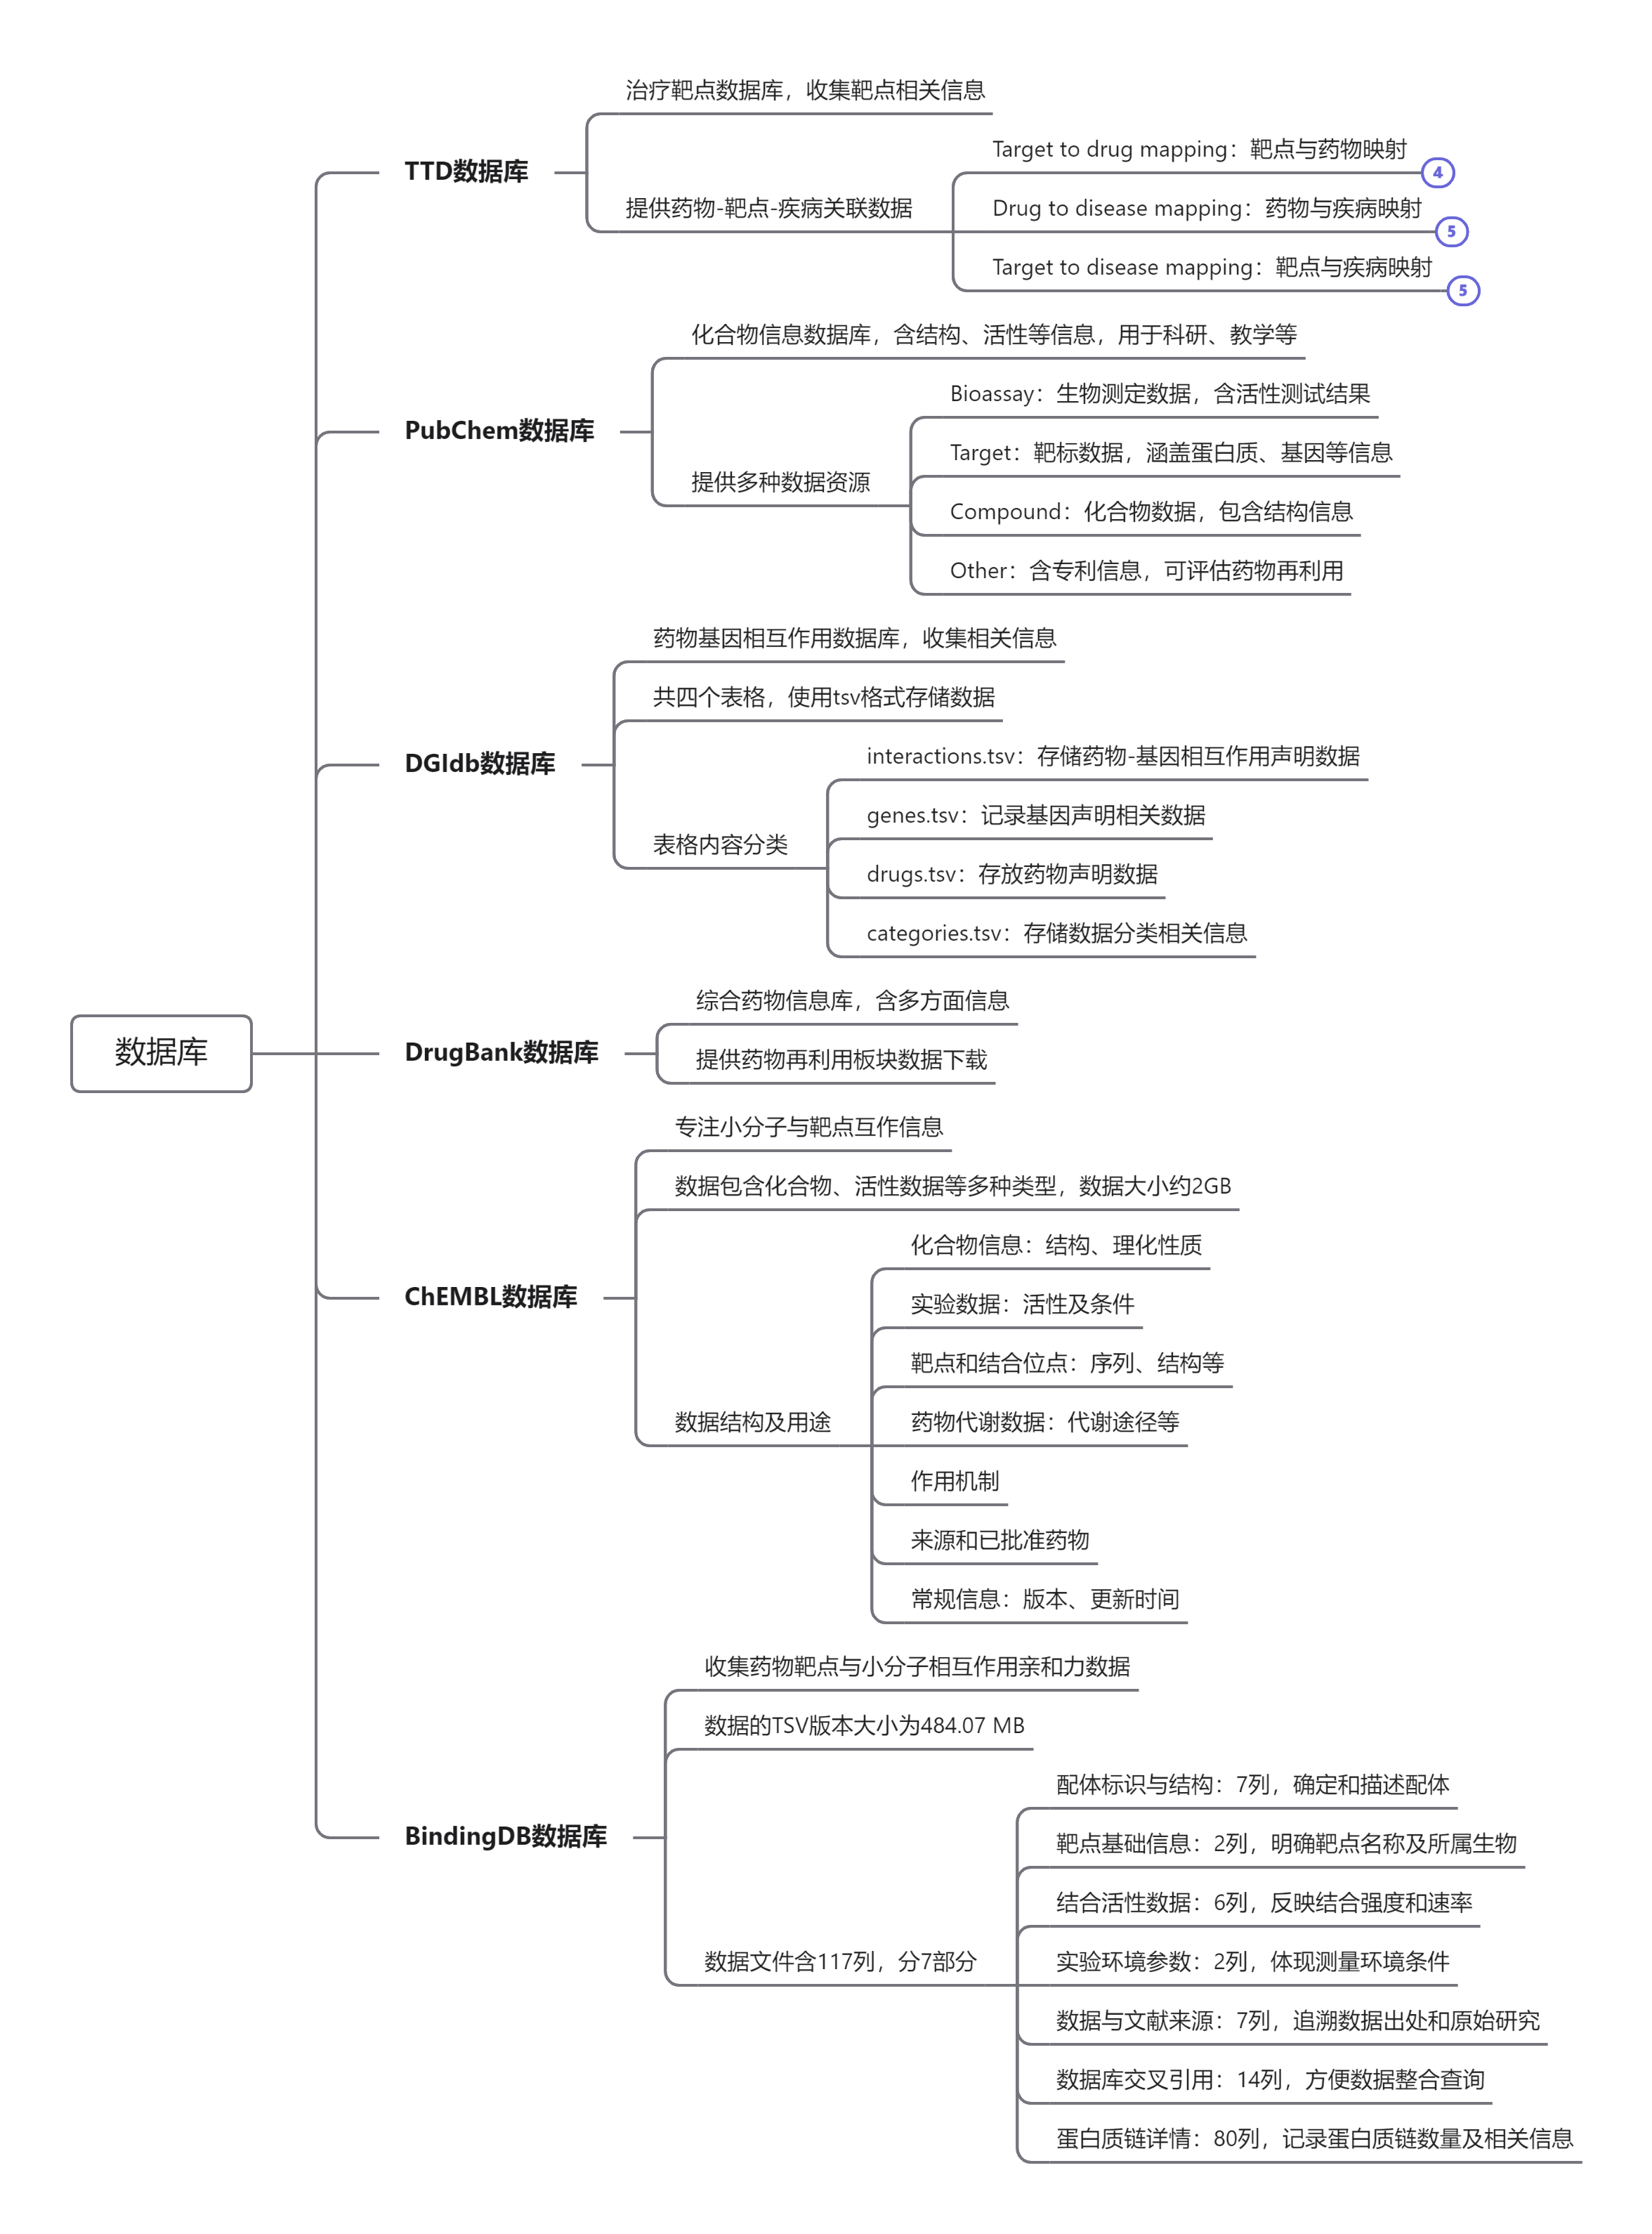 数据库
TTD数据库
治疗靶点数据库，收集靶点相关信息
提供药物-靶点-疾病关联数据
Target to drug mapping：靶点与药物映射
4
Drug to disease mapping：药物与疾病映射
5
Target to disease mapping：靶点与疾病映射
5
PubChem数据库
化合物信息数据库，含结构、活性等信息，用于科研、教学等
提供多种数据资源
Bioassay：生物测定数据，含活性测试结果
Target：靶标数据，涵盖蛋白质、基因等信息
Compound：化合物数据，包含结构信息
Other：含专利信息，可评估药物再利用
DGIdb数据库
药物基因相互作用数据库，收集相关信息
共四个表格，使用tsv格式存储数据
表格内容分类
interactions.tsv：存储药物-基因相互作用声明数据
genes.tsv：记录基因声明相关数据
drugs.tsv：存放药物声明数据
categories.tsv：存储数据分类相关信息
DrugBank数据库
综合药物信息库，含多方面信息
提供药物再利用板块数据下载
ChEMBL数据库
专注小分子与靶点互作信息
数据包含化合物、活性数据等多种类型，数据大小约2GB
数据结构及用途
化合物信息：结构、理化性质
实验数据：活性及条件
靶点和结合位点：序列、结构等
药物代谢数据：代谢途径等
作用机制
来源和已批准药物
常规信息：版本、更新时间
BindingDB数据库
收集药物靶点与小分子相互作用亲和力数据
数据的TSV版本大小为484.07 MB
数据文件含117列，分7部分
配体标识与结构：7列，确定和描述配体
靶点基础信息：2列，明确靶点名称及所属生物
结合活性数据：6列，反映结合强度和速率
实验环境参数：2列，体现测量环境条件
数据与文献来源：7列，追溯数据出处和原始研究
数据库交叉引用：14列，方便数据整合查询
蛋白质链详情：80列，记录蛋白质链数量及相关信息